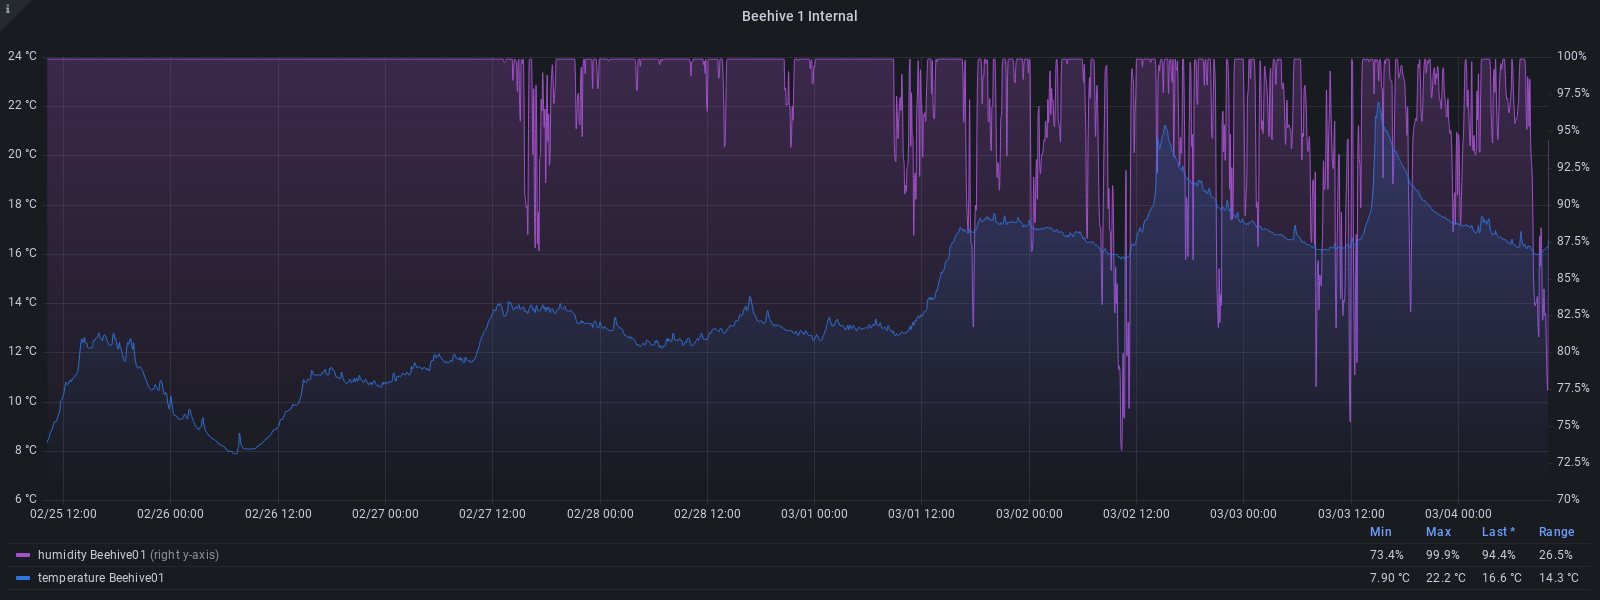 i
Beehive 1 Internal
24 °C 100%
97.5%
22 °C
95%
20 °C
92.5%
18 °C 90%
87.5%
16 °C
85%
14 °C
82.5%
12 °C 80%
77.5%
10 °C
75%
8 °C
72.5%
6 °C 70%
02/25 12:00 02/26 00:00 02/26 12:00 02/27 00:00 02/27 12:00 02/28 00:00 02/28 12:00 03/01 00:00 03/01 12:00 03/02 00:00 03/02 12:00 03/03 00:00 03/03 12:00 03/04 00:00
Min Max Last * Range
humidity Beehive01 (right y-axis) 73.4% 99.9% 94.4% 26.5%
temperature Beehive01 7.90 °C 22.2 °C 16.6 °C 14.3 °C